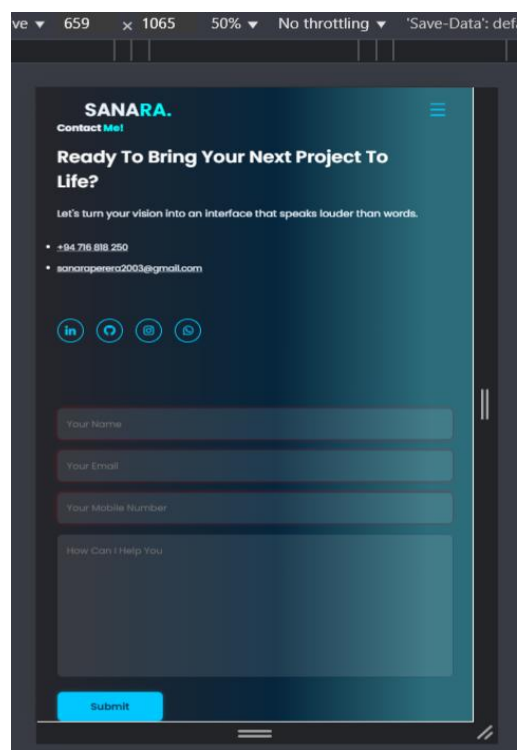 ve ▼ 659 × 1065 50% ▼ No throttling ▼ 'Save-Data': def
SANARA.
Contact Me!
Ready To Bring Your Next Project To
Life?
Let's turn your vision into an interface that speaks louder than words.
• +94 716 818 250
• sanaraperera2003@gmail.com
in
Your Name
Your Email
Your Mobile Number
How Can I Help You
Submit